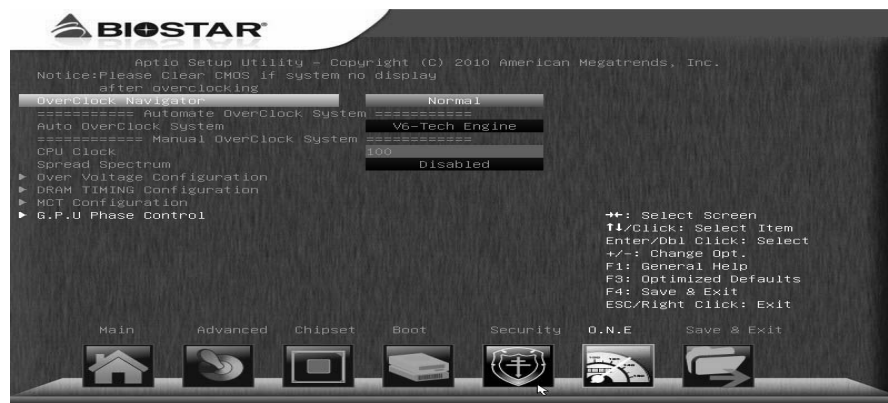 BIOSTAR®
Aptio Setup Utility - Copyright (C) 2010 American Megatrends, Inc.
Notice:Please Clear CMOS if system no display
after overclocking
OverClock Navigator Normal
=========== Automate OverClock System ===========
Auto OverClock System V6-Tech Engine
============ Manual OverClock System ============
CPU Clock 100
Spread Spectrum Disabled
► Over Voltage Configuration
► DRAM TIMING Configuration
► MCT Configuration
► G.P.U Phase Control
→←: Select Screen
↑↓/Click: Select Item
Enter/Dbl Click: Select
+/-: Change Opt.
F1: General Help
F3: Optimized Defaults
F4: Save & Exit
ESC/Right Click: Exit
Main Advanced Chipset Boot Security O.N.E Save & Exit